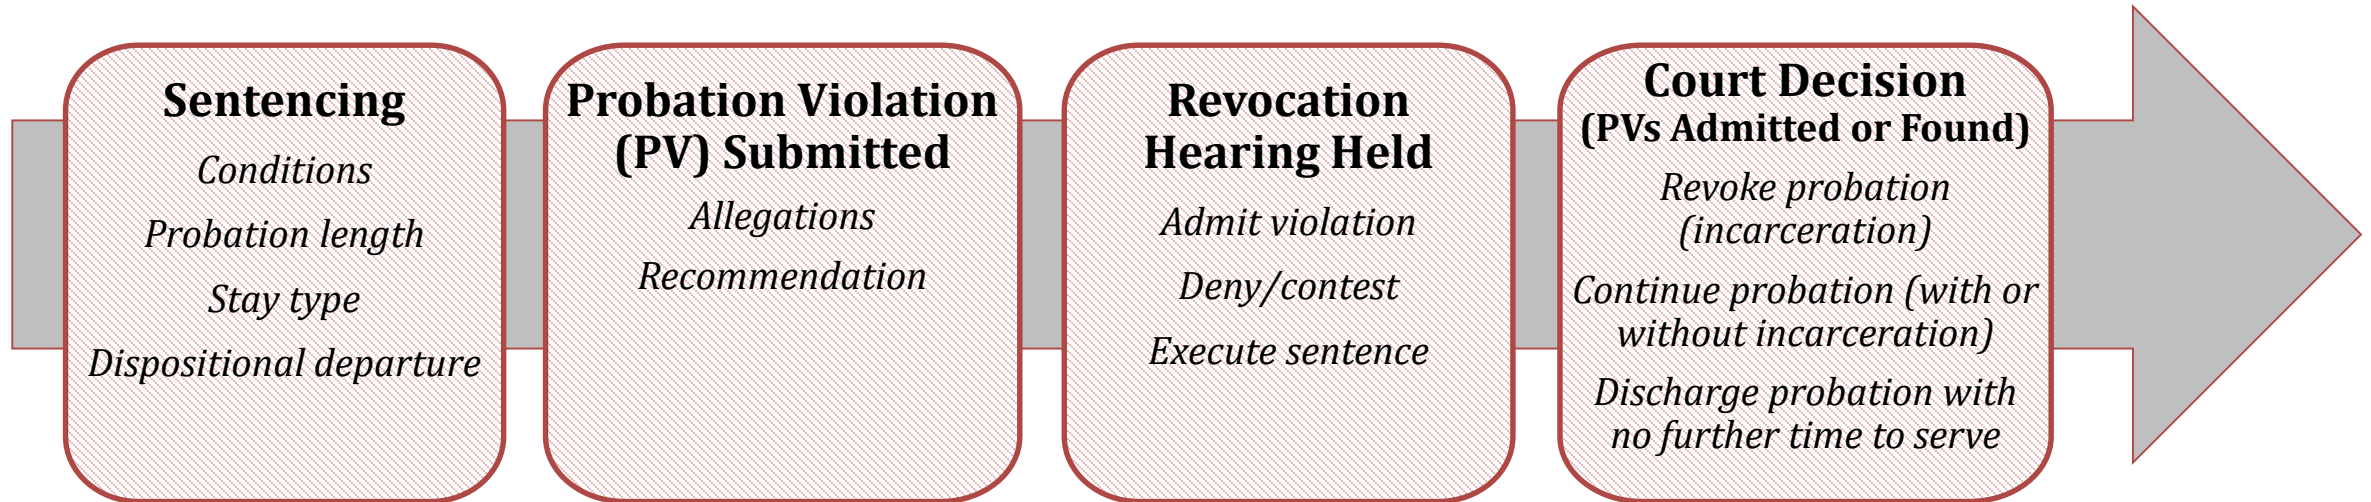 Sentencing
Conditions
Probation length
Stay type
Dispositional departure
Probation Violation
(PV) Submitted
Allegations
Recommendation
Revocation
Hearing Held
Admit violation
Deny/contest
Execute sentence
Court Decision
(PVs Admitted or Found)
Revoke probation
(incarceration)
Continue probation (with or
without incarceration)
Discharge probation with
no further time to serve